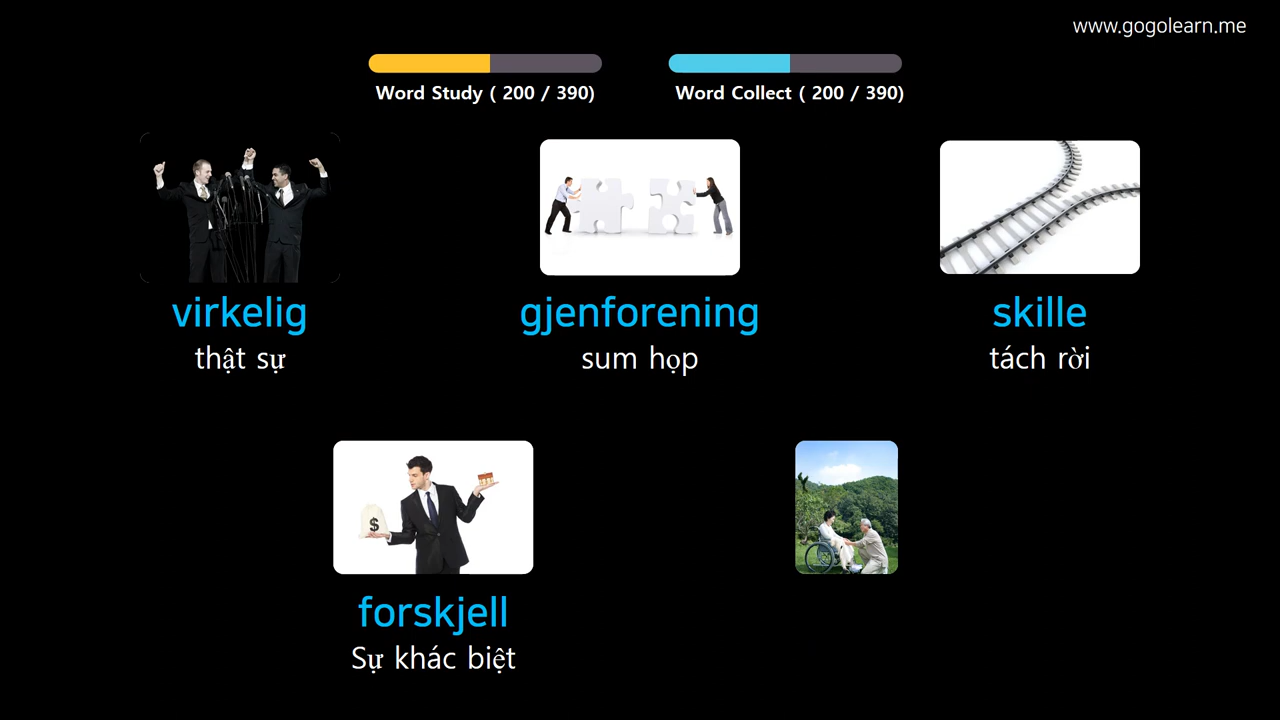 www.gogolearn.me
Word Study ( 200 / 390)
Word Collect ( 200 / 390)
virkelig
gjenforening
skille
thật sự
sum họp
tách rời
$
forskjell
Sự khác biệt